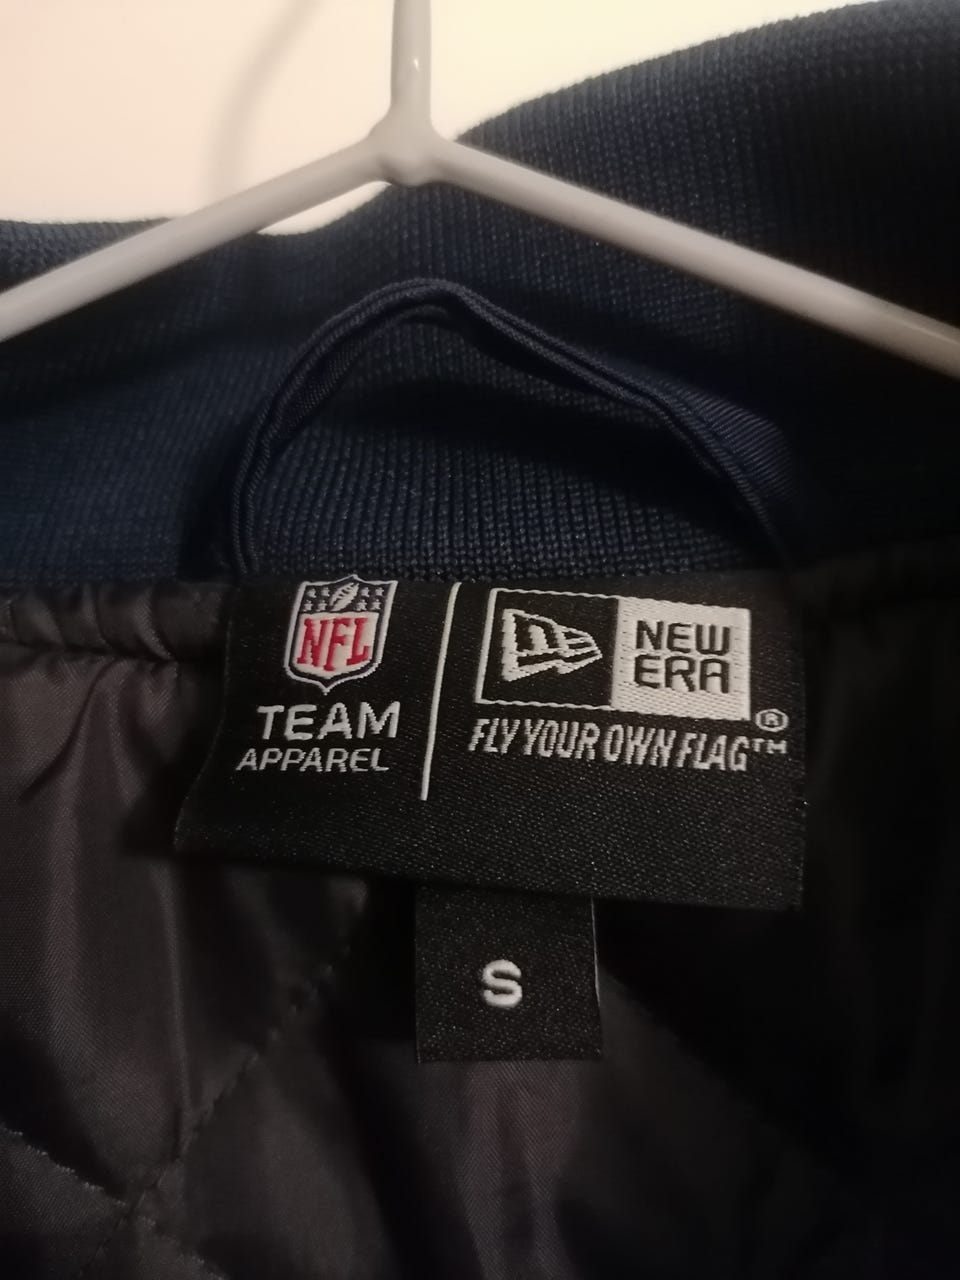 NFL
TEAM
APPAREL
NEW
ERA ®
FLY YOUR OWN FLAG™
S